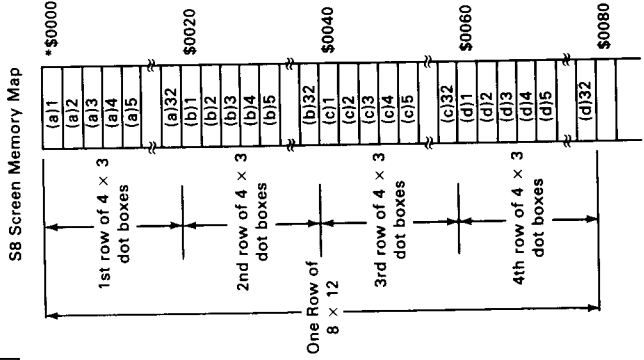 S8 Screen Memory Map
*$0000
(a)1
(a)2
(a)3
(a)4
(a)5
(a)32
$0020
(b)1
(b)2
(b)3
(b)4
(b)5
(b)32
$0040
(c)1
(c)2
(c)3
(c)4
(c)5
(c)32
$0060
(d)1
(d)2
(d)3
(d)4
(d)5
(d)32
$0080
1st row of 4 × 3
dot boxes
2nd row of 4 × 3
dot boxes
One Row of
8 × 12
3rd row of 4 × 3
dot boxes
4th row of 4 × 3
dot boxes